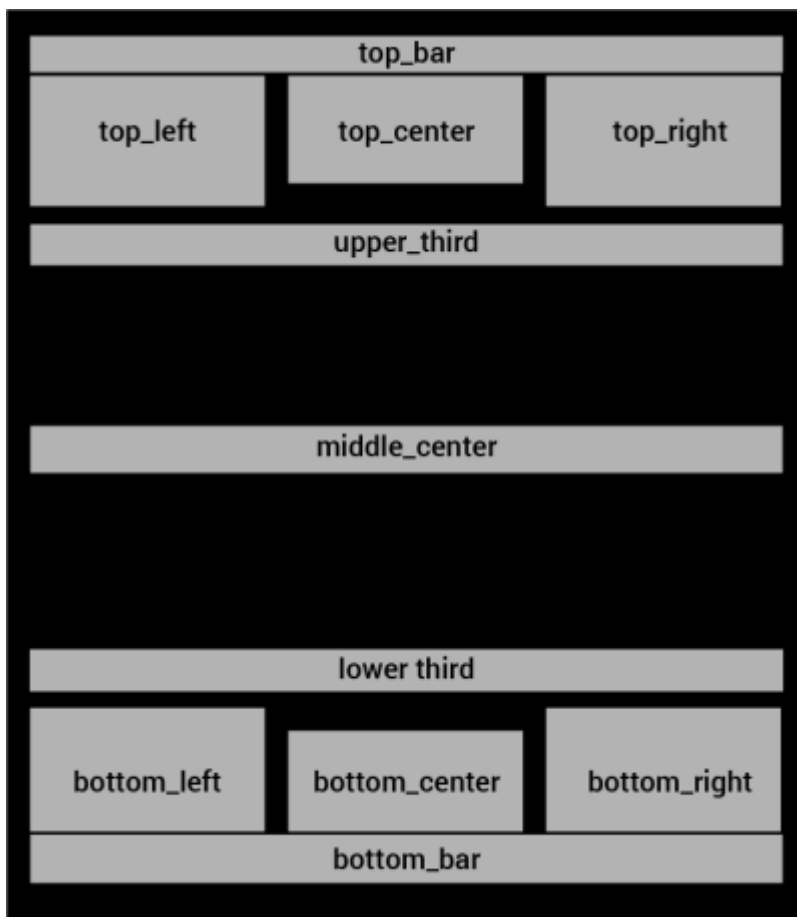 top_bar
top_left top_center top_right
upper_third
middle_center
lower third
bottom_left bottom_center bottom_right
bottom_bar